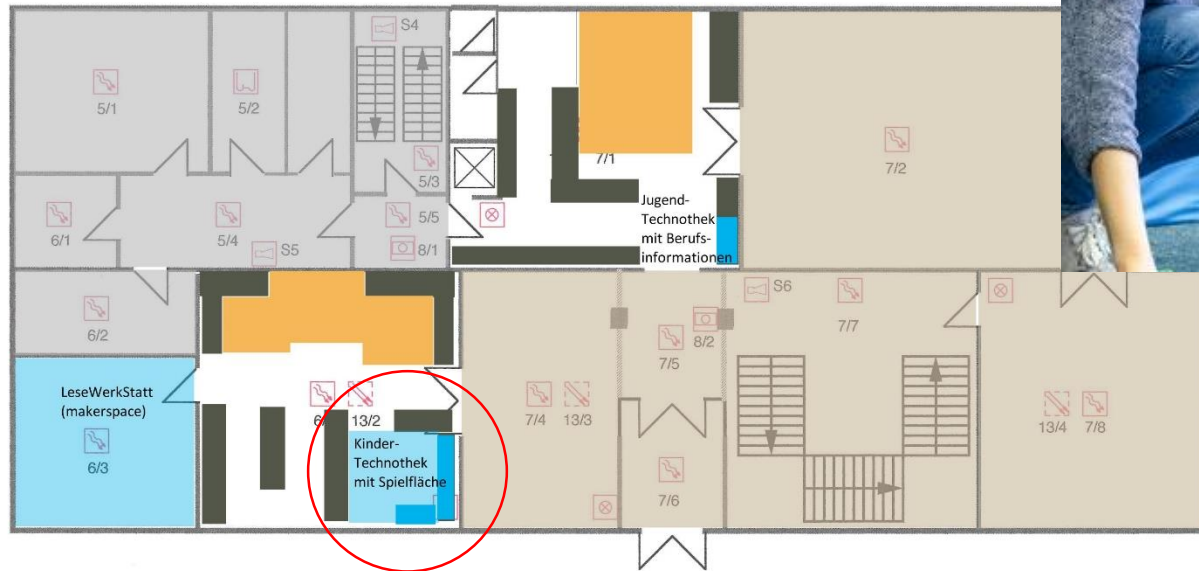 S4
5/1
5/2
5/3
7/1
7/2
6/1
5/4
S5
5/5
8/1
Jugend-
Technothek
mit Berufs-
informationen
6/2
S6
8/2
7/5
7/7
LeseWerkStatt
(makerspace)
6/3
13/2
7/4
13/3
13/4
7/8
Kinder-
Technothek
mit Spielfläche
7/6